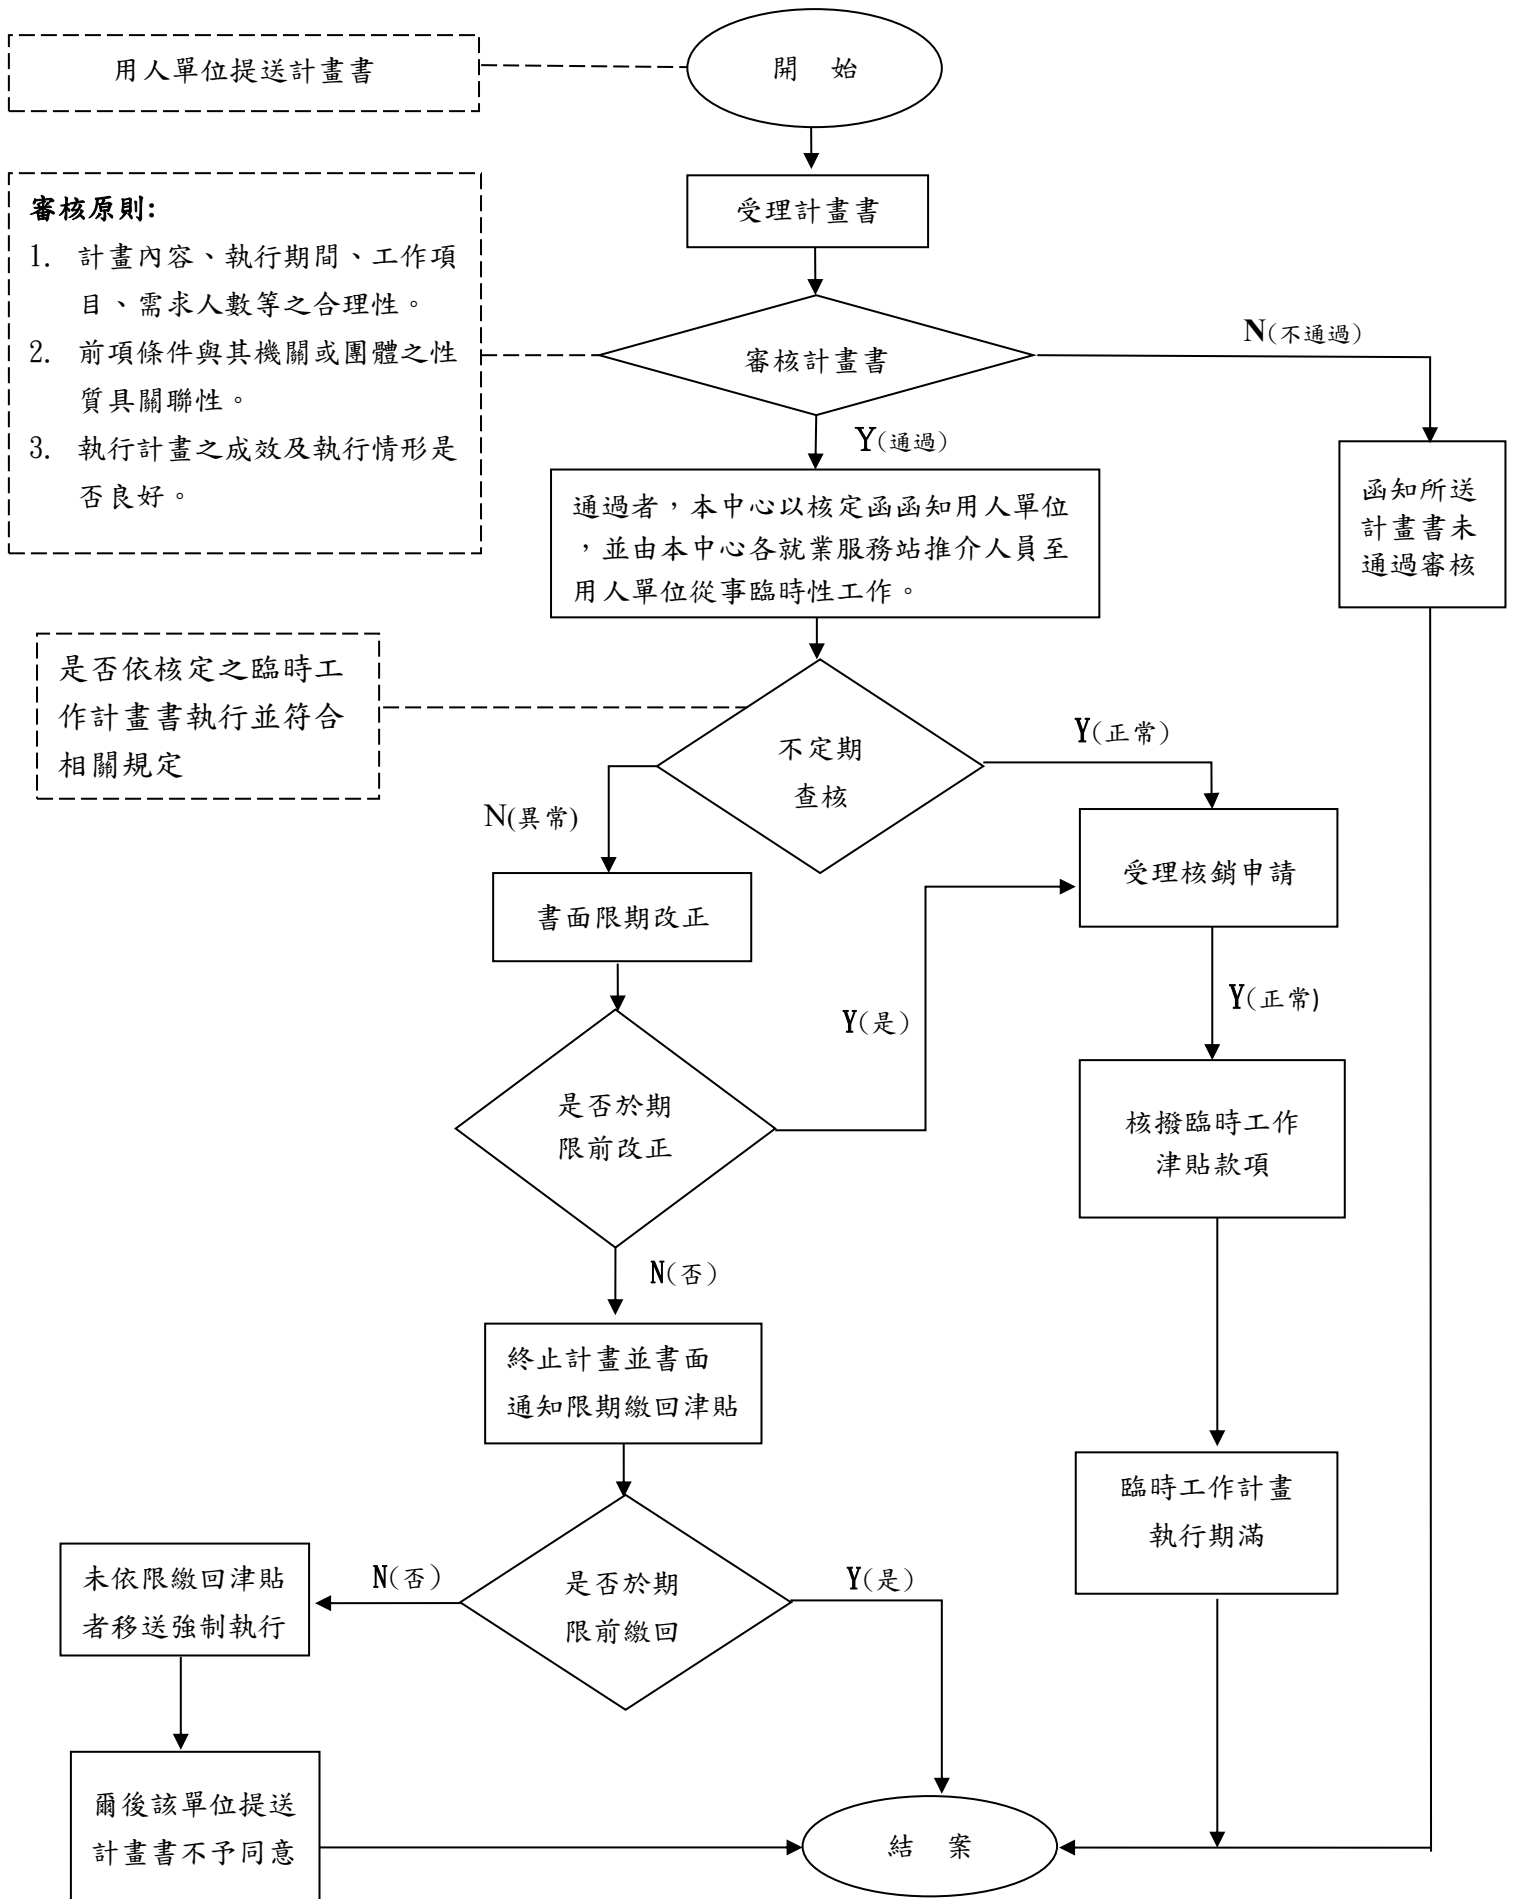 用人單位提送計畫書
開 始
受理計畫書
審核原則:
1. 計畫內容、執行期間、工作項
目、需求人數等之合理性。
2. 前項條件與其機關或團體之性
質具關聯性。
3. 執行計畫之成效及執行情形是
否良好。
審核計畫書
N(不通過)
Y(通過)
函知所送
計畫書未
通過審核
通過者，本中心以核定函函知用人單位
，並由本中心各就業服務站推介人員至
用人單位從事臨時性工作。
是否依核定之臨時工
作計畫書執行並符合
相關規定
不定期
查核
Y(正常)
N(異常)
受理核銷申請
書面限期改正
Y(正常)
Y(是)
是否於期
限前改正
核撥臨時工作
津貼款項
N(否)
終止計畫並書面
通知限期繳回津貼
臨時工作計畫
執行期滿
未依限繳回津貼
者移送強制執行
N(否)
是否於期
限前繳回
Y(是)
爾後該單位提送
計畫書不予同意
結 案